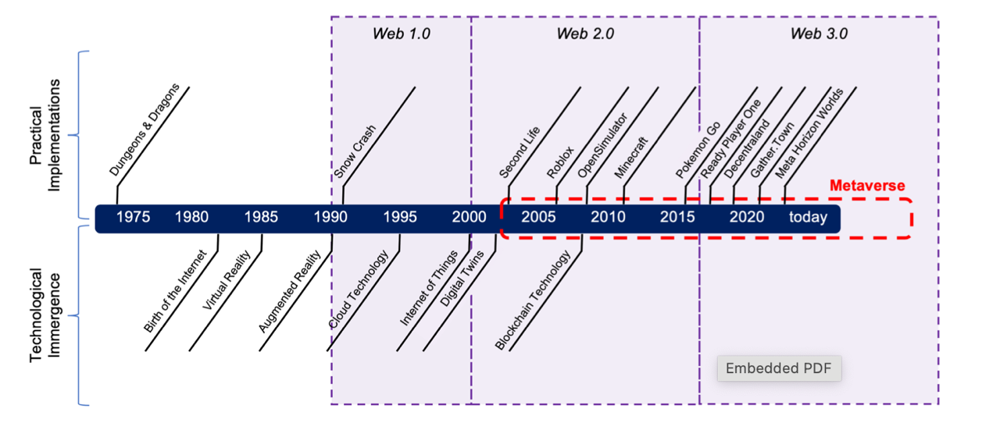 Web 1.0
Web 2.0
Web 3.0
Practical
Implementations
Dungeons & Dragons
Snow Crash
Second Life
Roblox
OpenSimulator
Minecraft
Pokemon Go
Ready Player One
Decentraland
Gather.Town
Meta Horizon Worlds
Metaverse
1975 1980 1985 1990 1995 2000 2005 2010 2015 2020 today
Technological
Immergence
Birth of the Internet
Virtual Reality
Augmented Reality
Cloud Technology
Internet of Things
Digital Twins
Blockchain Technology
Embedded PDF